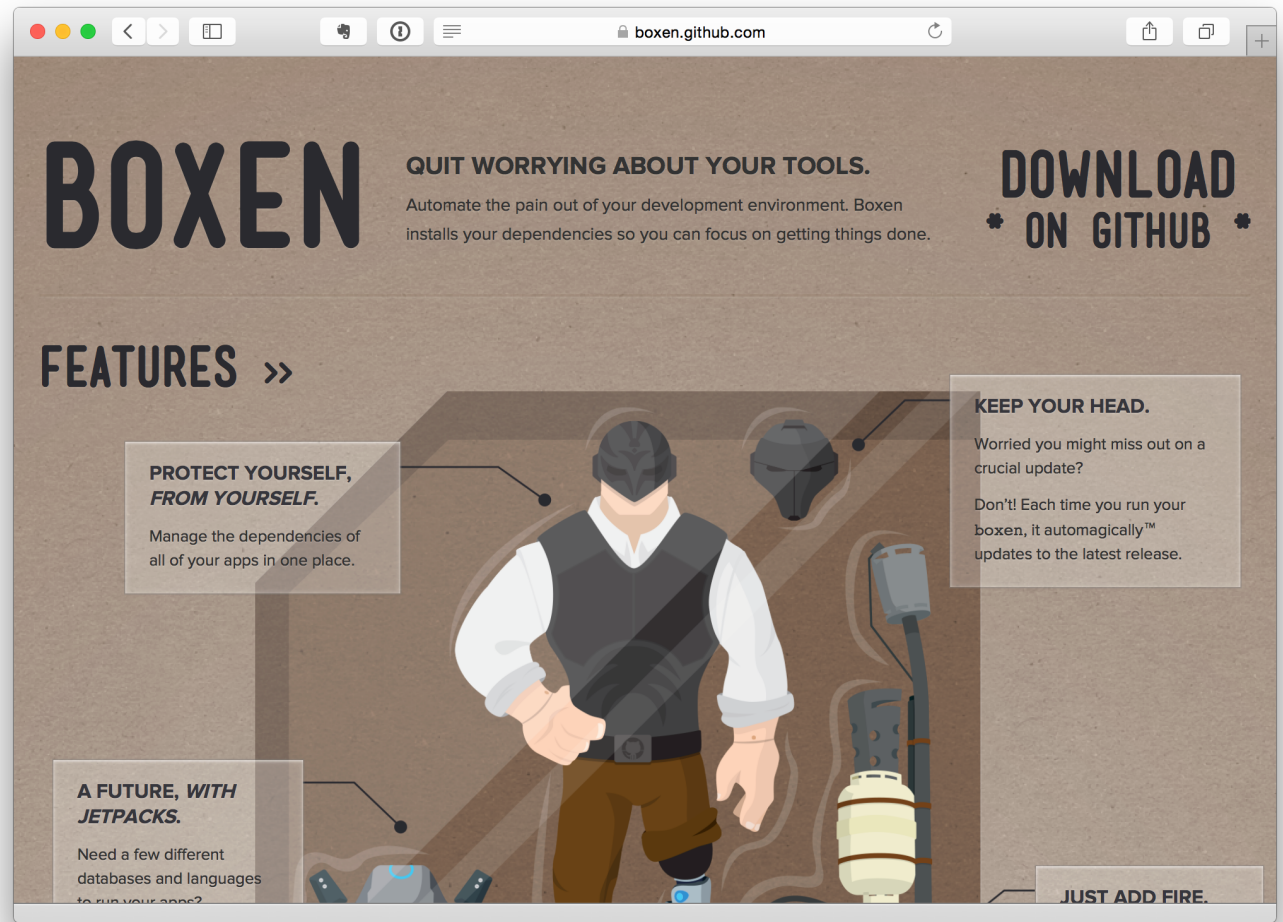 boxen.github.com
BOXEN
QUIT WORRYING ABOUT YOUR TOOLS.
Automate the pain out of your development environment. Boxen
installs your dependencies so you can focus on getting things done.
DOWNLOAD
* ON GITHUB *
FEATURES »
KEEP YOUR HEAD.
Worried you might miss out on a
crucial update?
Don't! Each time you run your
boxen, it automagically™
updates to the latest release.
PROTECT YOURSELF,
FROM YOURSELF.
Manage the dependencies of
all of your apps in one place.
A FUTURE, WITH
JETPACKS.
Need a few different
databases and languages
to run your apps?
JUST ADD FIRE.